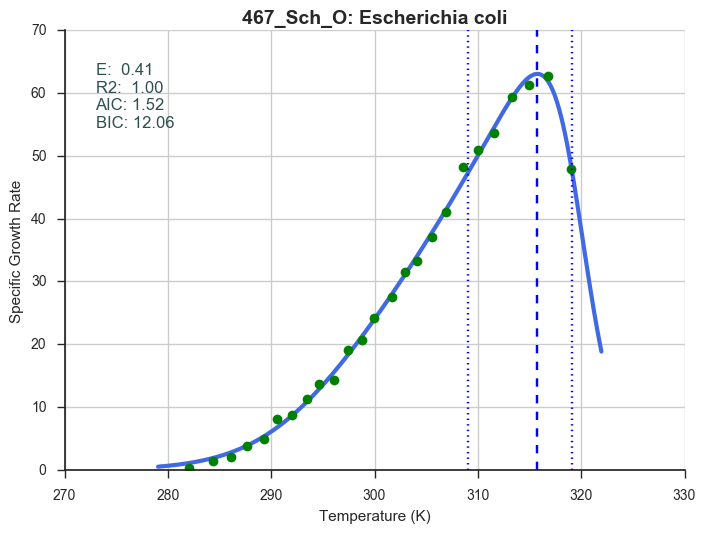 467_Sch_O: Escherichia coli
E:  0.41
R2:  1.00
AIC: 1.52
BIC: 12.06
Specific Growth Rate
70
60
50
40
30
20
10
0
270 280 290 300 310 320 330
Temperature (K)